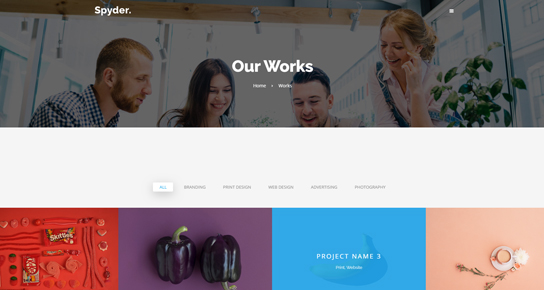 Spyder.
Our Works
Home › Works
ALL BRANDING PRINT DESIGN WEB DESIGN ADVERTISING PHOTOGRAPHY
Skittles
PROJECT NAME 3
Print, Website